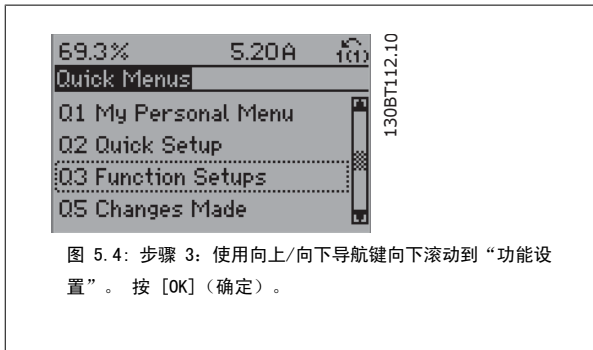 69.3% 5.20A 1(1)
Quick Menus
Q1 My Personal Menu
Q2 Quick Setup
Q3 Function Setups
Q5 Changes Made
130BT112.10
图 5.4: 步骤 3：使用向上/向下导航键向下滚动到“功能设
置”。 按 [OK]（确定）。